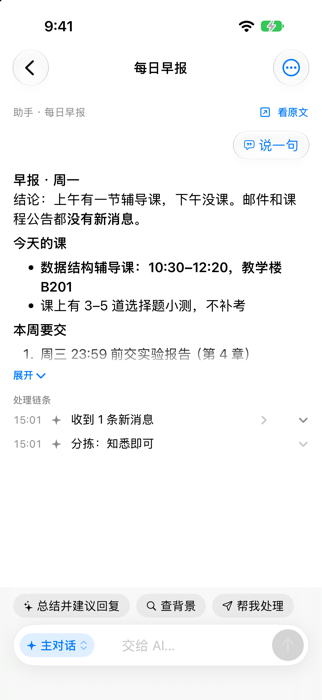 9:41
每日早报
助手 · 每日早报
看原文
说一句
早报 · 周一
结论：上午有一节辅导课，下午没课。邮件和课
程公告都没有新消息。
今天的课
• 数据结构辅导课：10:30–12:20，教学楼
B201
• 课上有 3–5 道选择题小测，不补考
本周要交
1. 周三 23:59 前交实验报告（第 4 章）
展开
处理链条
15:01 收到 1 条新消息
15:01 分拣：知悉即可
总结并建议回复
查背景
帮我处理
主对话
交给 AI...